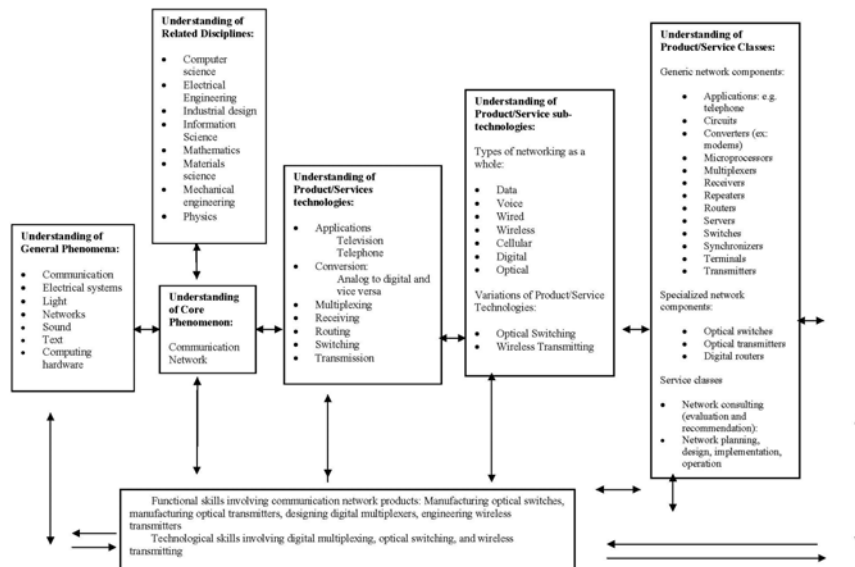 Understanding of
Related Disciplines:
Computer
science
Electrical
Engineering
Industrial design
Information
Science
Mathematics
Materials
science
Mechanical
engineering
Physics
Understanding of
General Phenomena:
Communication
Electrical systems
Light
Networks
Sound
Text
Computing
hardware
Understanding
of Core
Phenomenon:
Communication
Network
Understanding of
Product/Services
technologies:
Applications
Television
Telephone
Conversion:
Analog to digital and
vice versa
Multiplexing
Receiving
Routing
Switching
Transmission
Understanding of
Product/Service sub-
technologies:
Types of networking as a
whole:
Data
Voice
Wired
Wireless
Cellular
Digital
Optical
Variations of Product/Service
Technologies:
Optical Switching
Wireless Transmitting
Understanding of
Product/Service Classes:
Generic network components:
Applications: e.g.
telephone
Circuits
Converters (ex:
modems)
Microprocessors
Multiplexers
Receivers
Repeaters
Routers
Servers
Switches
Synchronizers
Terminals
Transmitters
Specialized network
components:
Optical switches
Optical transmitters
Digital routers
Service classes
Network consulting
(evaluation and
recommendation):
Network planning,
design, implementation,
operation
Functional skills involving communication network products: Manufacturing optical switches,
manufacturing optical transmitters, designing digital multiplexers, engineering wireless
transmitters
Technological skills involving digital multiplexing, optical switching, and wireless
transmitting